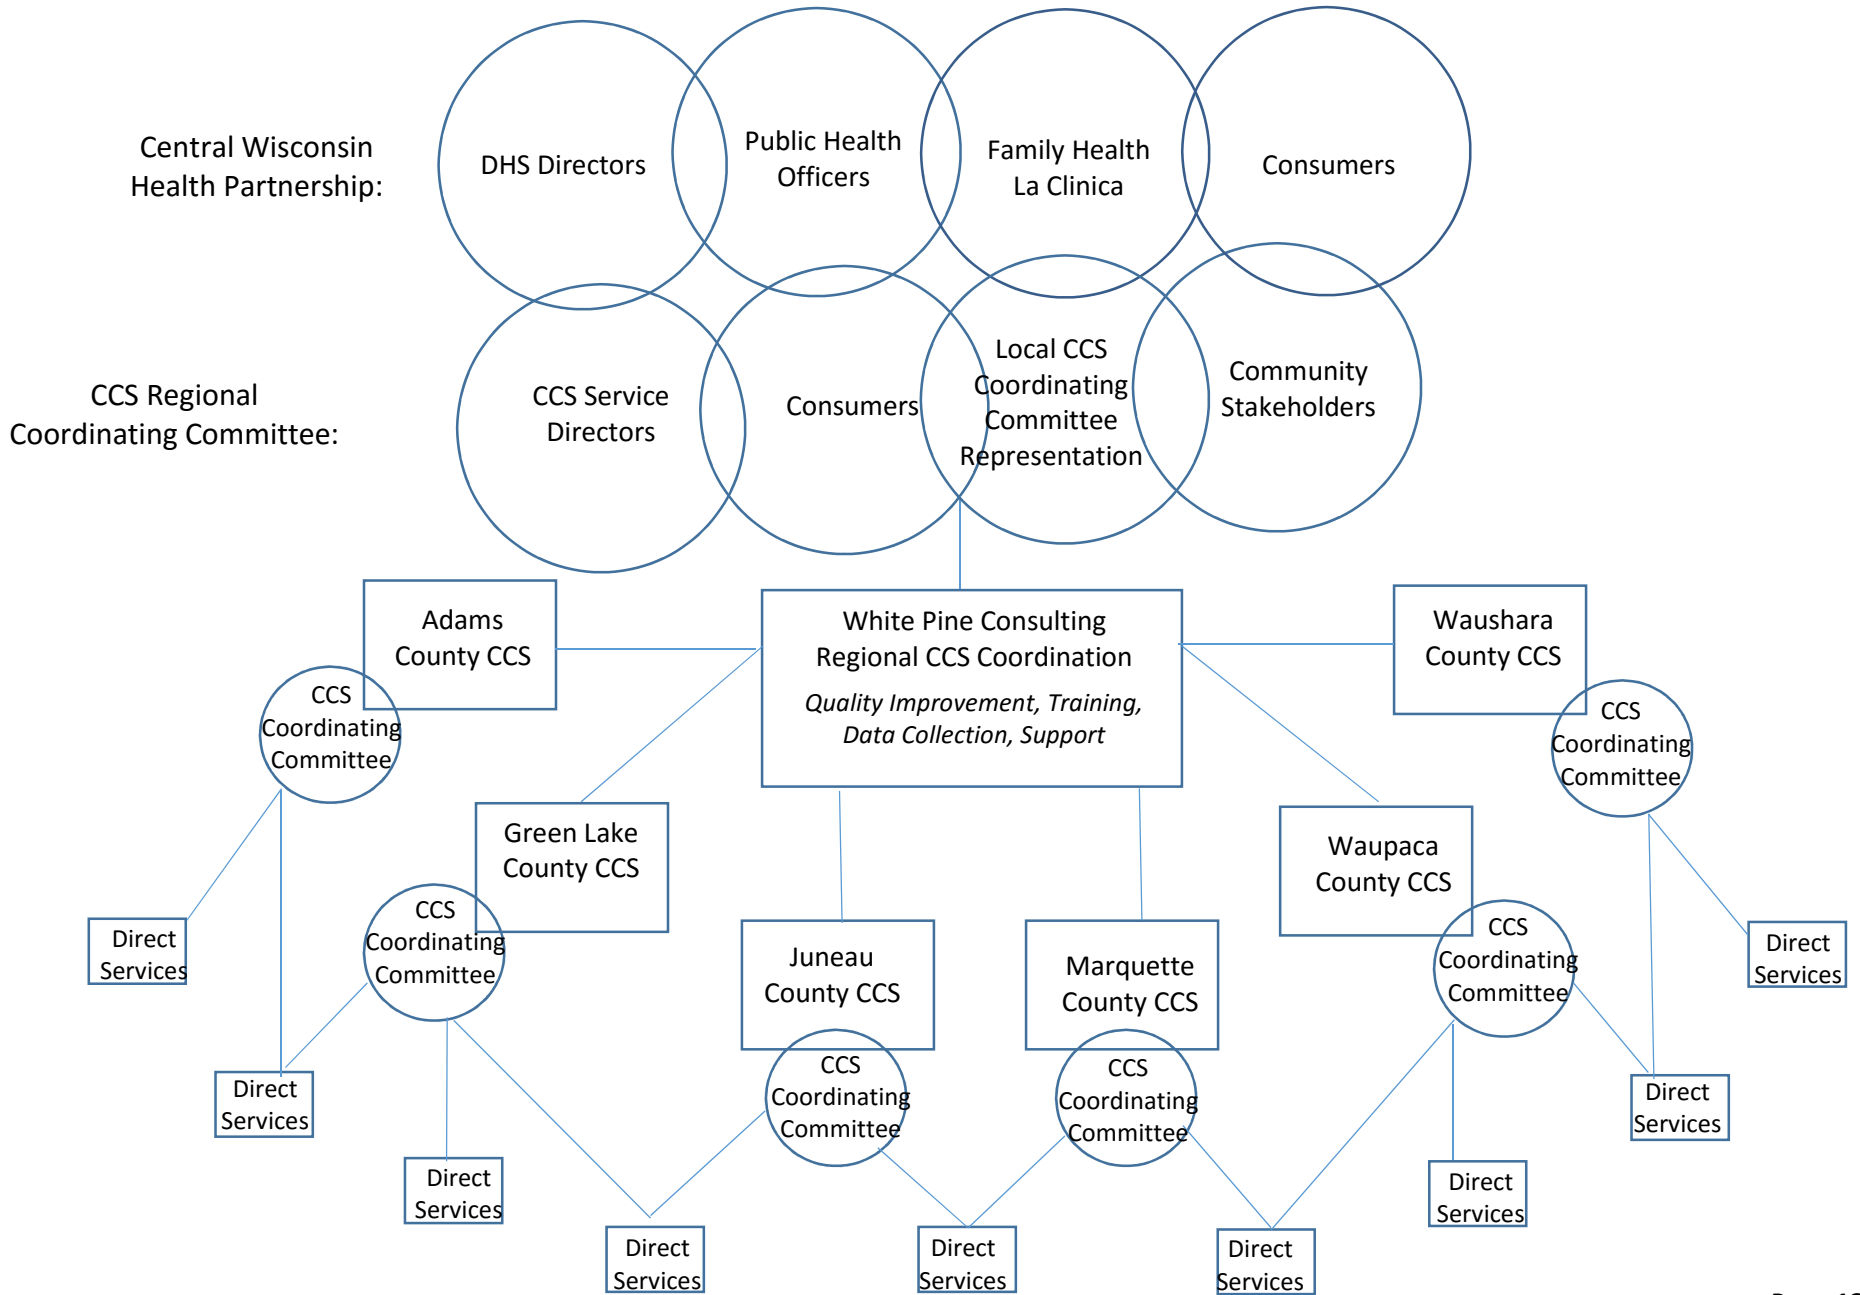 Central Wisconsin
Health Partnership:
DHS Directors
Public Health
Officers
Family Health
La Clinica
Consumers
CCS Regional
Coordinating Committee:
CCS Service
Directors
Consumers
Local CCS
Coordinating
Committee
Representation
Community
Stakeholders
Adams
County CCS
White Pine Consulting
Regional CCS Coordination
Quality Improvement, Training,
Data Collection, Support
Waushara
County CCS
CCS
Coordinating
Committee
CCS
Coordinating
Committee
Green Lake
County CCS
Waupaca
County CCS
CCS
Coordinating
Committee
CCS
Coordinating
Committee
Direct
Services
Juneau
County CCS
Marquette
County CCS
Direct
Services
CCS
Coordinating
Committee
CCS
Coordinating
Committee
Direct
Services
Direct
Services
Direct
Services
Direct
Services
Direct
Services
Direct
Services
Direct
Services